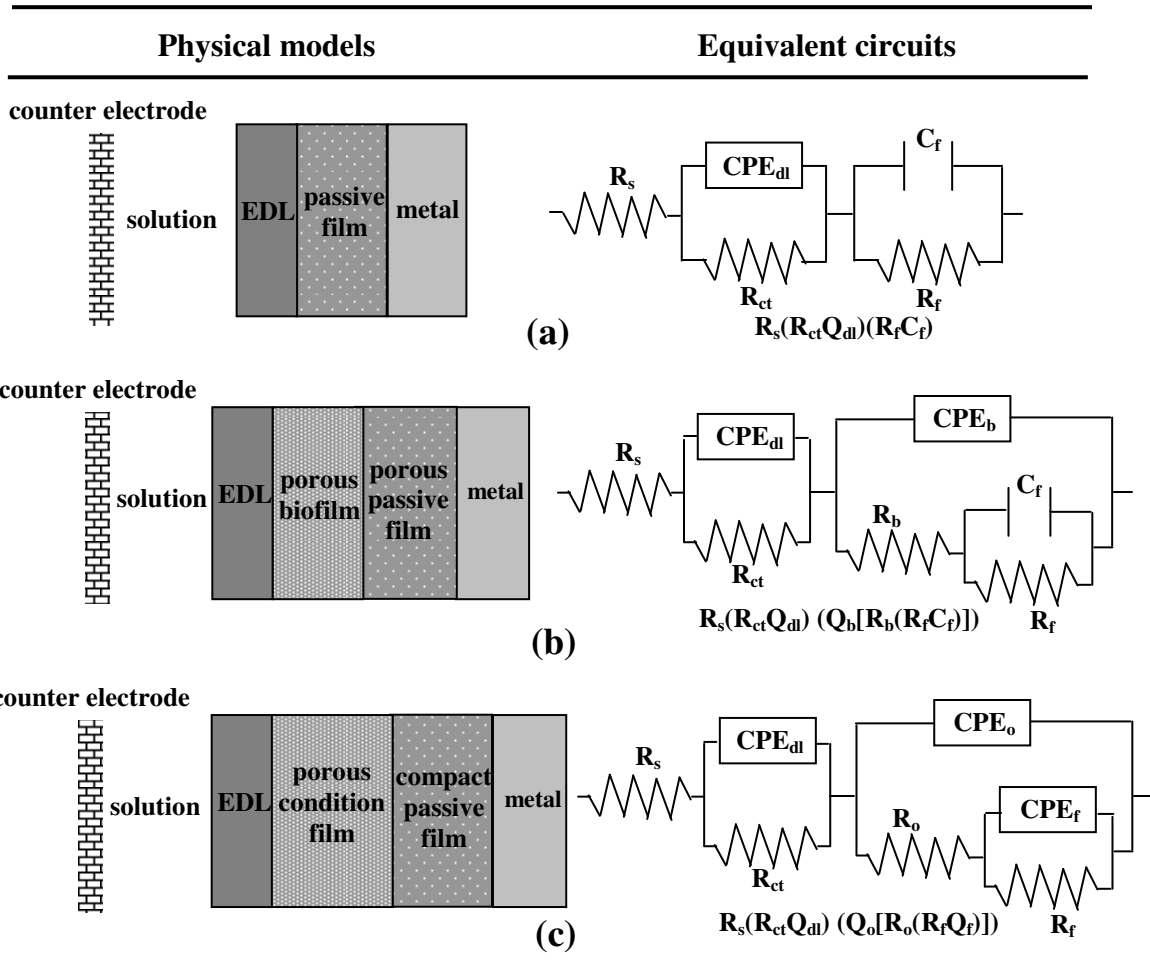 Physical models
Equivalent circuits
counter electrode
solution
EDL
passive
film
metal
R_s
CPE_dl
R_ct
C_f
R_f
R_s(R_ctQ_dl)(R_fC_f)
(a)
counter electrode
solution
EDL
porous
biofilm
porous
passive
film
metal
R_s
CPE_dl
R_ct
CPE_b
R_b
C_f
R_f
R_s(R_ctQ_dl) (Q_b[R_b(R_fC_f)])
(b)
counter electrode
solution
EDL
porous
condition
film
compact
passive
film
metal
R_s
CPE_dl
R_ct
CPE_o
R_o
CPE_f
R_f
R_s(R_ctQ_dl) (Q_o[R_o(R_fQ_f)])
(c)